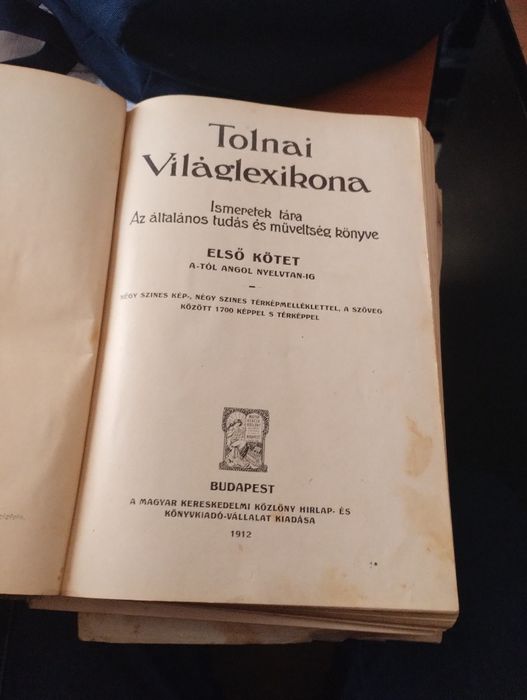 Tolnai
Világlexikona
Ismeretek tára
Az általános tudás és műveltség könyve
ELSŐ KÖTET
A-TÓL ANGOL NYELVTAN-IG
NÉGY SZINES KÉP-, NÉGY SZINES TÉRKÉPMELLÉKLETTEL, A SZÖVEG
KÖZÖTT 1700 KÉPPEL S TÉRKÉPPEL
BUDAPEST
A MAGYAR KERESKEDELMI KÖZLÖNY HIRLAP- ÉS
KÖNYVKIADÓ-VÁLLALAT KIADÁSA
1912